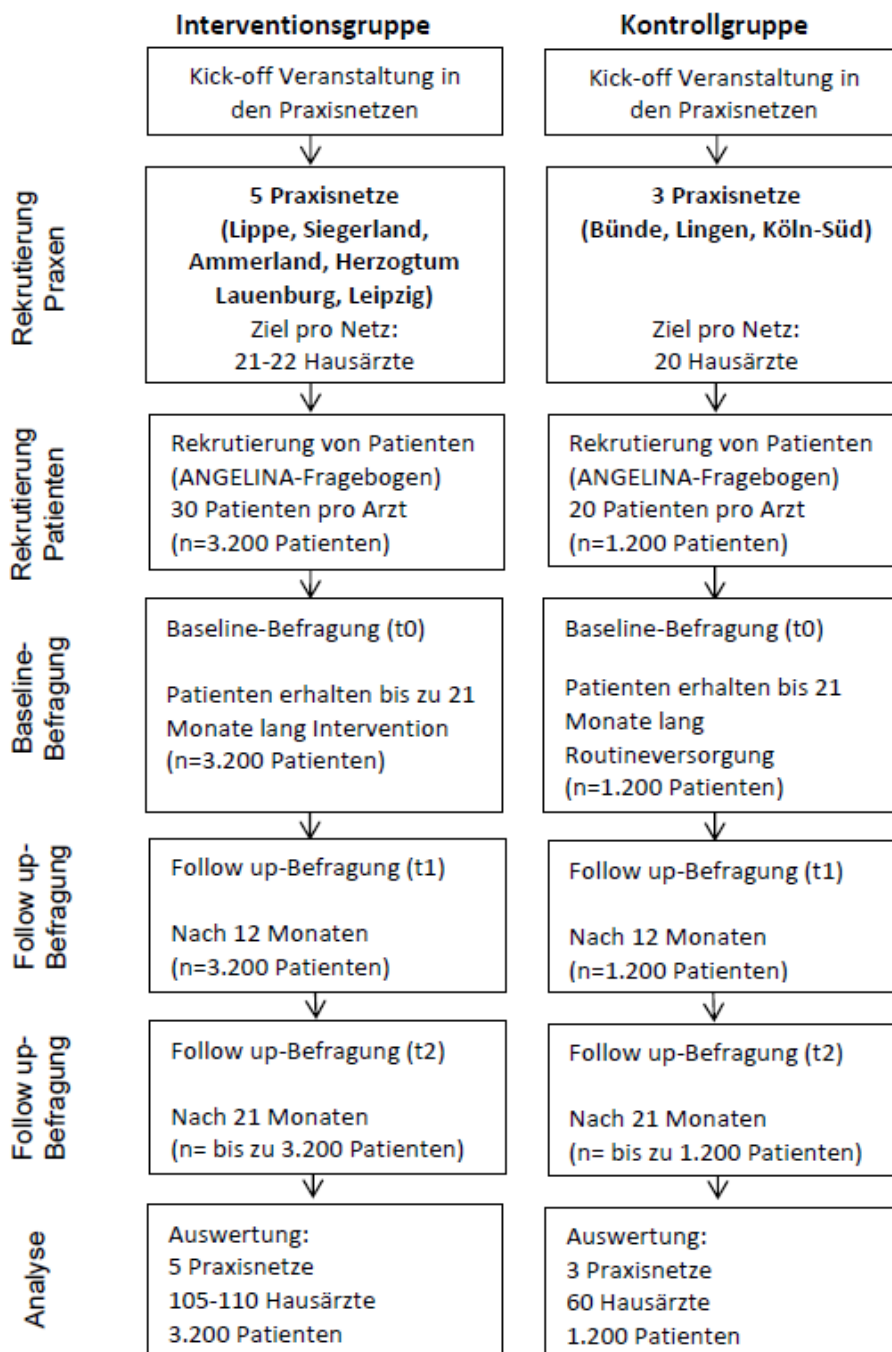 Interventionsgruppe
Kontrollgruppe
Kick-off Veranstaltung in
den Praxisnetzen
Kick-off Veranstaltung in
den Praxisnetzen
Rekrutierung
Praxen
5 Praxisnetze
(Lippe, Siegerland,
Ammerland, Herzogtum
Lauenburg, Leipzig)
Ziel pro Netz:
21-22 Hausärzte
3 Praxisnetze
(Bünde, Lingen, Köln-Süd)
Ziel pro Netz:
20 Hausärzte
Rekrutierung
Patienten
Rekrutierung von Patienten
(ANGELINA-Fragebogen)
30 Patienten pro Arzt
(n=3.200 Patienten)
Rekrutierung von Patienten
(ANGELINA-Fragebogen)
20 Patienten pro Arzt
(n=1.200 Patienten)
Baseline-
Befragung
Baseline-Befragung (t0)
Patienten erhalten bis zu 21
Monate lang Intervention
(n=3.200 Patienten)
Baseline-Befragung (t0)
Patienten erhalten bis 21
Monate lang
Routineversorgung
(n=1.200 Patienten)
Follow up-
Befragung
Follow up-Befragung (t1)
Nach 12 Monaten
(n=3.200 Patienten)
Follow up-Befragung (t1)
Nach 12 Monaten
(n=1.200 Patienten)
Follow up-
Befragung
Follow up-Befragung (t2)
Nach 21 Monaten
(n= bis zu 3.200 Patienten)
Follow up-Befragung (t2)
Nach 21 Monaten
(n= bis zu 1.200 Patienten)
Analyse
Auswertung:
5 Praxisnetze
105-110 Hausärzte
3.200 Patienten
Auswertung:
3 Praxisnetze
60 Hausärzte
1.200 Patienten